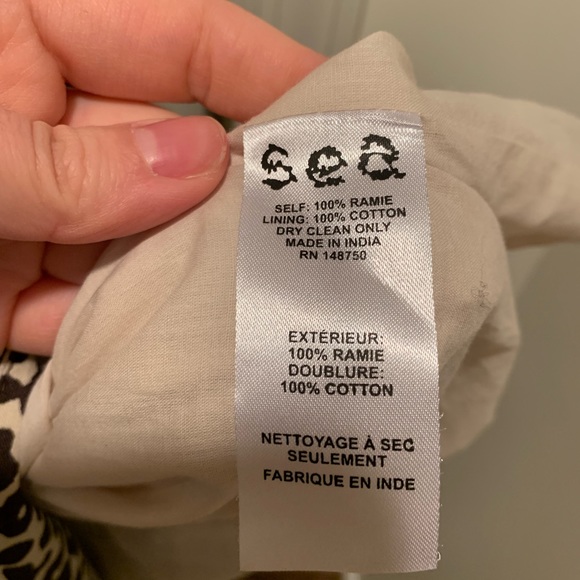 sea
SELF: 100% RAMIE
LINING: 100% COTTON
DRY CLEAN ONLY
MADE IN INDIA
RN 148750
EXTÉRIEUR:
100% RAMIE
DOUBLURE:
100% COTTON
NETTOYAGE À SEC
SEULEMENT
FABRIQUE EN INDE